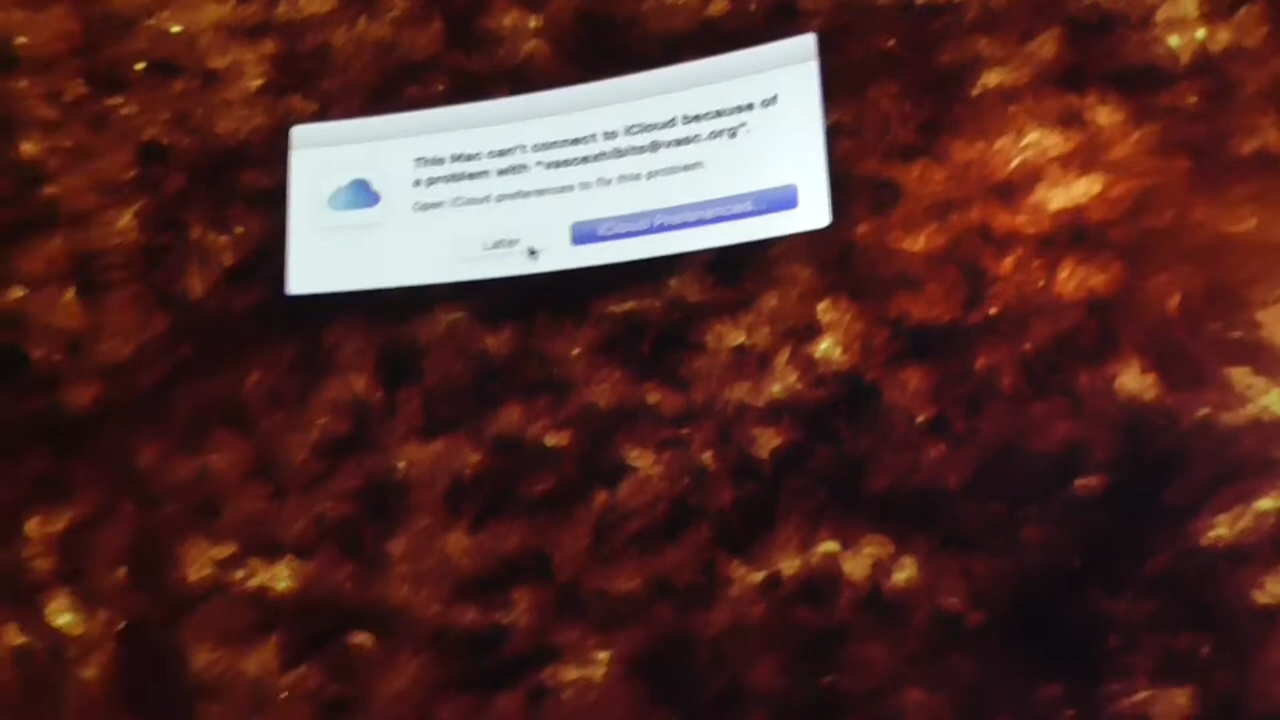 This Mac can't connect to iCloud because of
a problem with "vascexhibits@vasc.org".
Open iCloud preferences to fix this problem.
Later
iCloud Preferences...